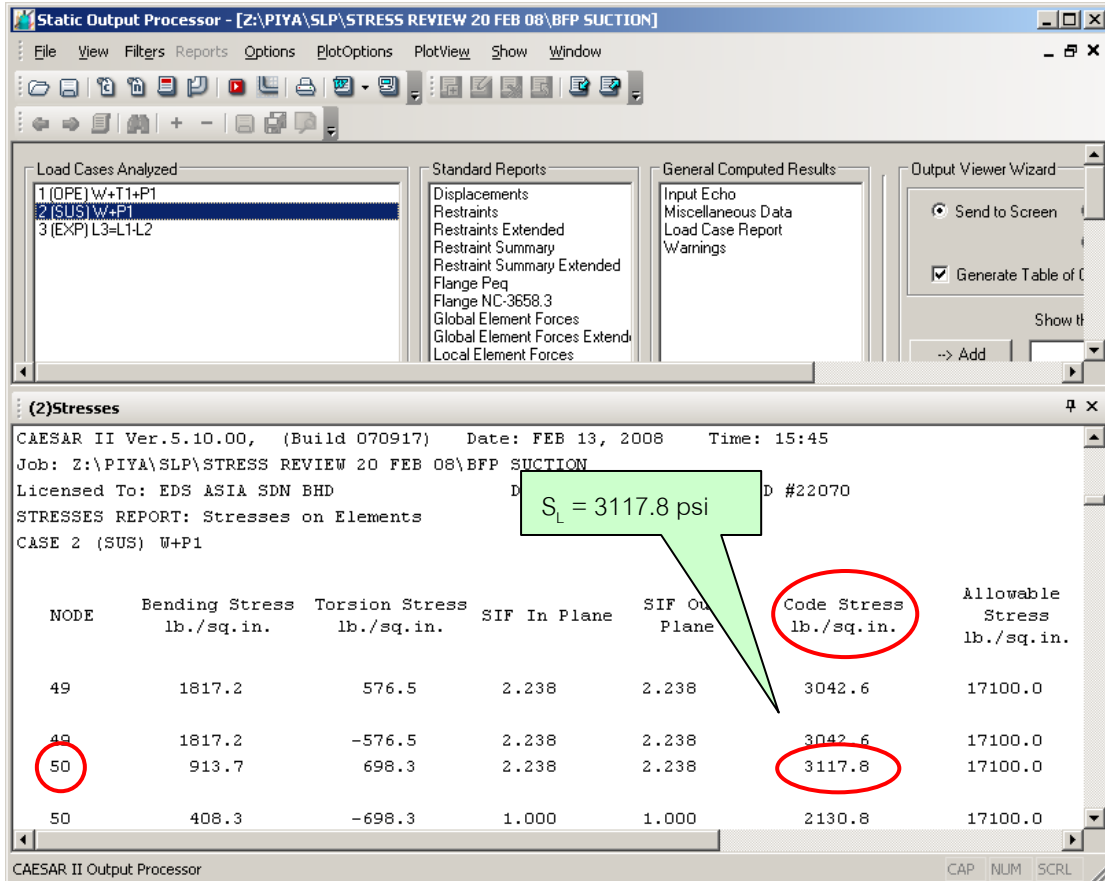 Static Output Processor - [Z:\PIYA\SLP\STRESS REVIEW 20 FEB 08\BFP SUCTION]
File View Filters Reports Options PlotOptions PlotView Show Window
Load Cases Analyzed
1 (OPE) W+T1+P1
2 (SUS) W+P1
3 (EXP) L3=L1-L2
Standard Reports
Displacements
Restraints
Restraints Extended
Restraint Summary
Restraint Summary Extended
Flange Peq
Flange NC-3658.3
Global Element Forces
Global Element Forces Extend
Local Element Forces
General Computed Results
Input Echo
Miscellaneous Data
Load Case Report
Warnings
Output Viewer Wizard
Send to Screen
Generate Table of
Show
--> Add
(2)Stresses
CAESAR II Ver.5.10.00, (Build 070917) Date: FEB 13, 2008 Time: 15:45
Job: Z:\PIYA\SLP\STRESS REVIEW 20 FEB 08\BFP SUCTION
Licensed To: EDS ASIA SDN BHD D #22070
STRESSES REPORT: Stresses on Elements
CASE 2 (SUS) W+P1
SL = 3117.8 psi
NODE Bending Stress lb./sq.in. Torsion Stress lb./sq.in. SIF In Plane SIF Ou Plane Code Stress lb./sq.in. Allowable Stress lb./sq.in.
49 1817.2 576.5 2.238 2.238 3042.6 17100.0
49 1817.2 -576.5 2.238 2.238 3042.6 17100.0
50 913.7 698.3 2.238 2.238 3117.8 17100.0
50 408.3 -698.3 1.000 1.000 2130.8 17100.0
CAESAR II Output Processor CAP NUM SCRL